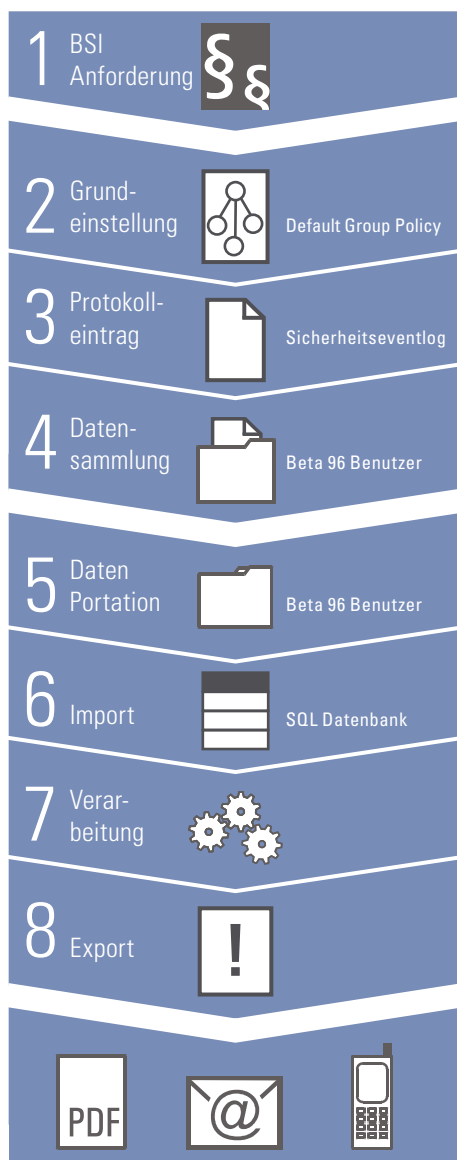 1 BSI
Anforderung
§ §
2 Grund-
einstellung
Default Group Policy
3 Protokoll-
eintrag
Sicherheitseventlog
4 Daten-
sammlung
Beta 96 Benutzer
5 Daten
Portation
Beta 96 Benutzer
6 Import
SQL Datenbank
7 Verar-
beitung
8 Export
!
PDF
@